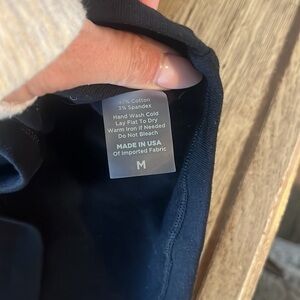 97% Cotton
3% Spandex
Hand Wash Cold
Lay Flat To Dry
Warm Iron if Needed
Do Not Bleach
MADE IN USA
Of Imported Fabric
M